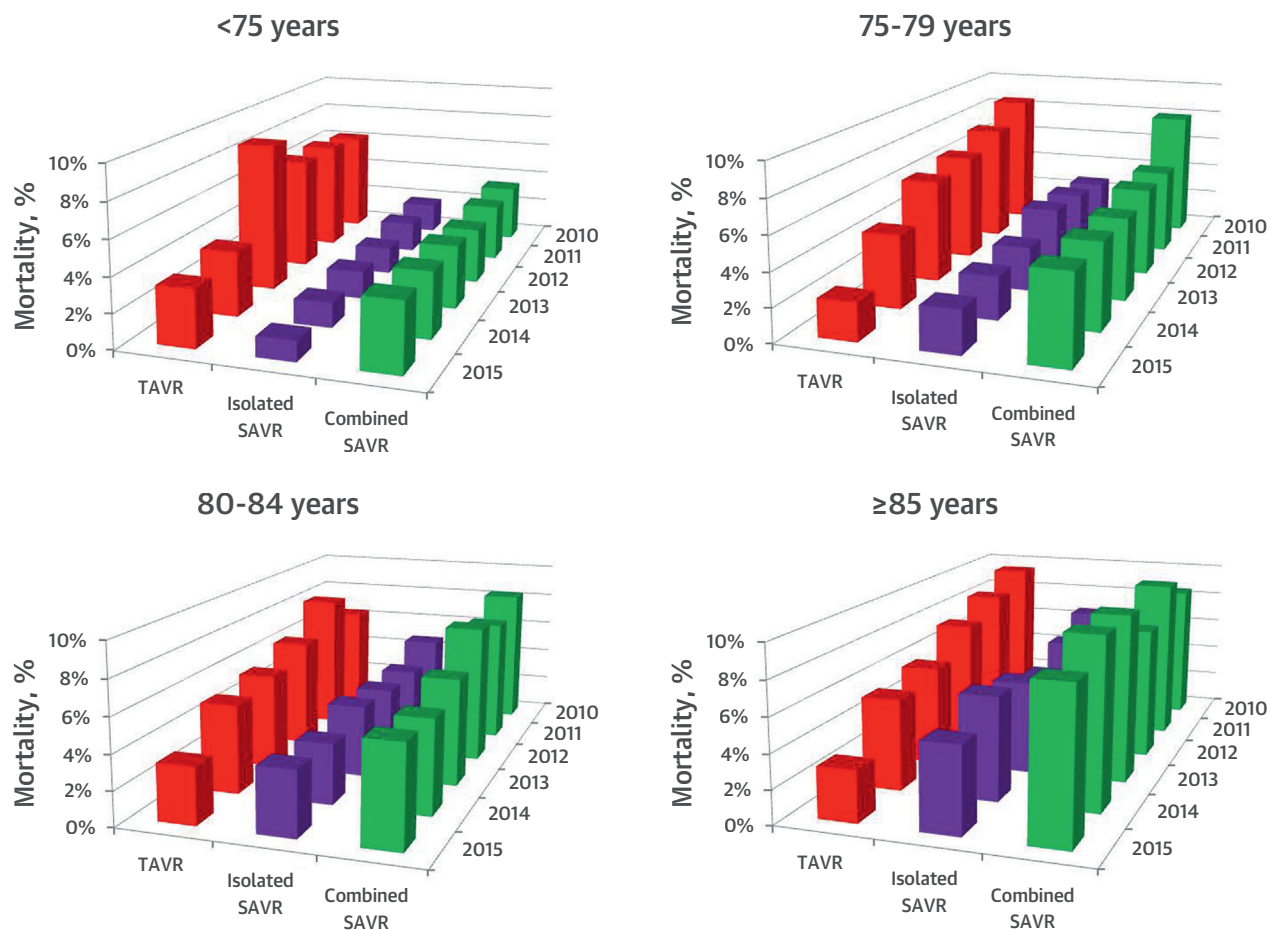 <75 years
Mortality, %
10%
8%
6%
4%
2%
0%
TAVR
Isolated
SAVR
Combined
SAVR
2015
2014
2013
2012
2011
2010
75-79 years
Mortality, %
10%
8%
6%
4%
2%
0%
TAVR
Isolated
SAVR
Combined
SAVR
2015
2014
2013
2012
2011
2010
80-84 years
Mortality, %
10%
8%
6%
4%
2%
0%
TAVR
Isolated
SAVR
Combined
SAVR
2015
2014
2013
2012
2011
2010
≥85 years
Mortality, %
10%
8%
6%
4%
2%
0%
TAVR
Isolated
SAVR
Combined
SAVR
2015
2014
2013
2012
2011
2010